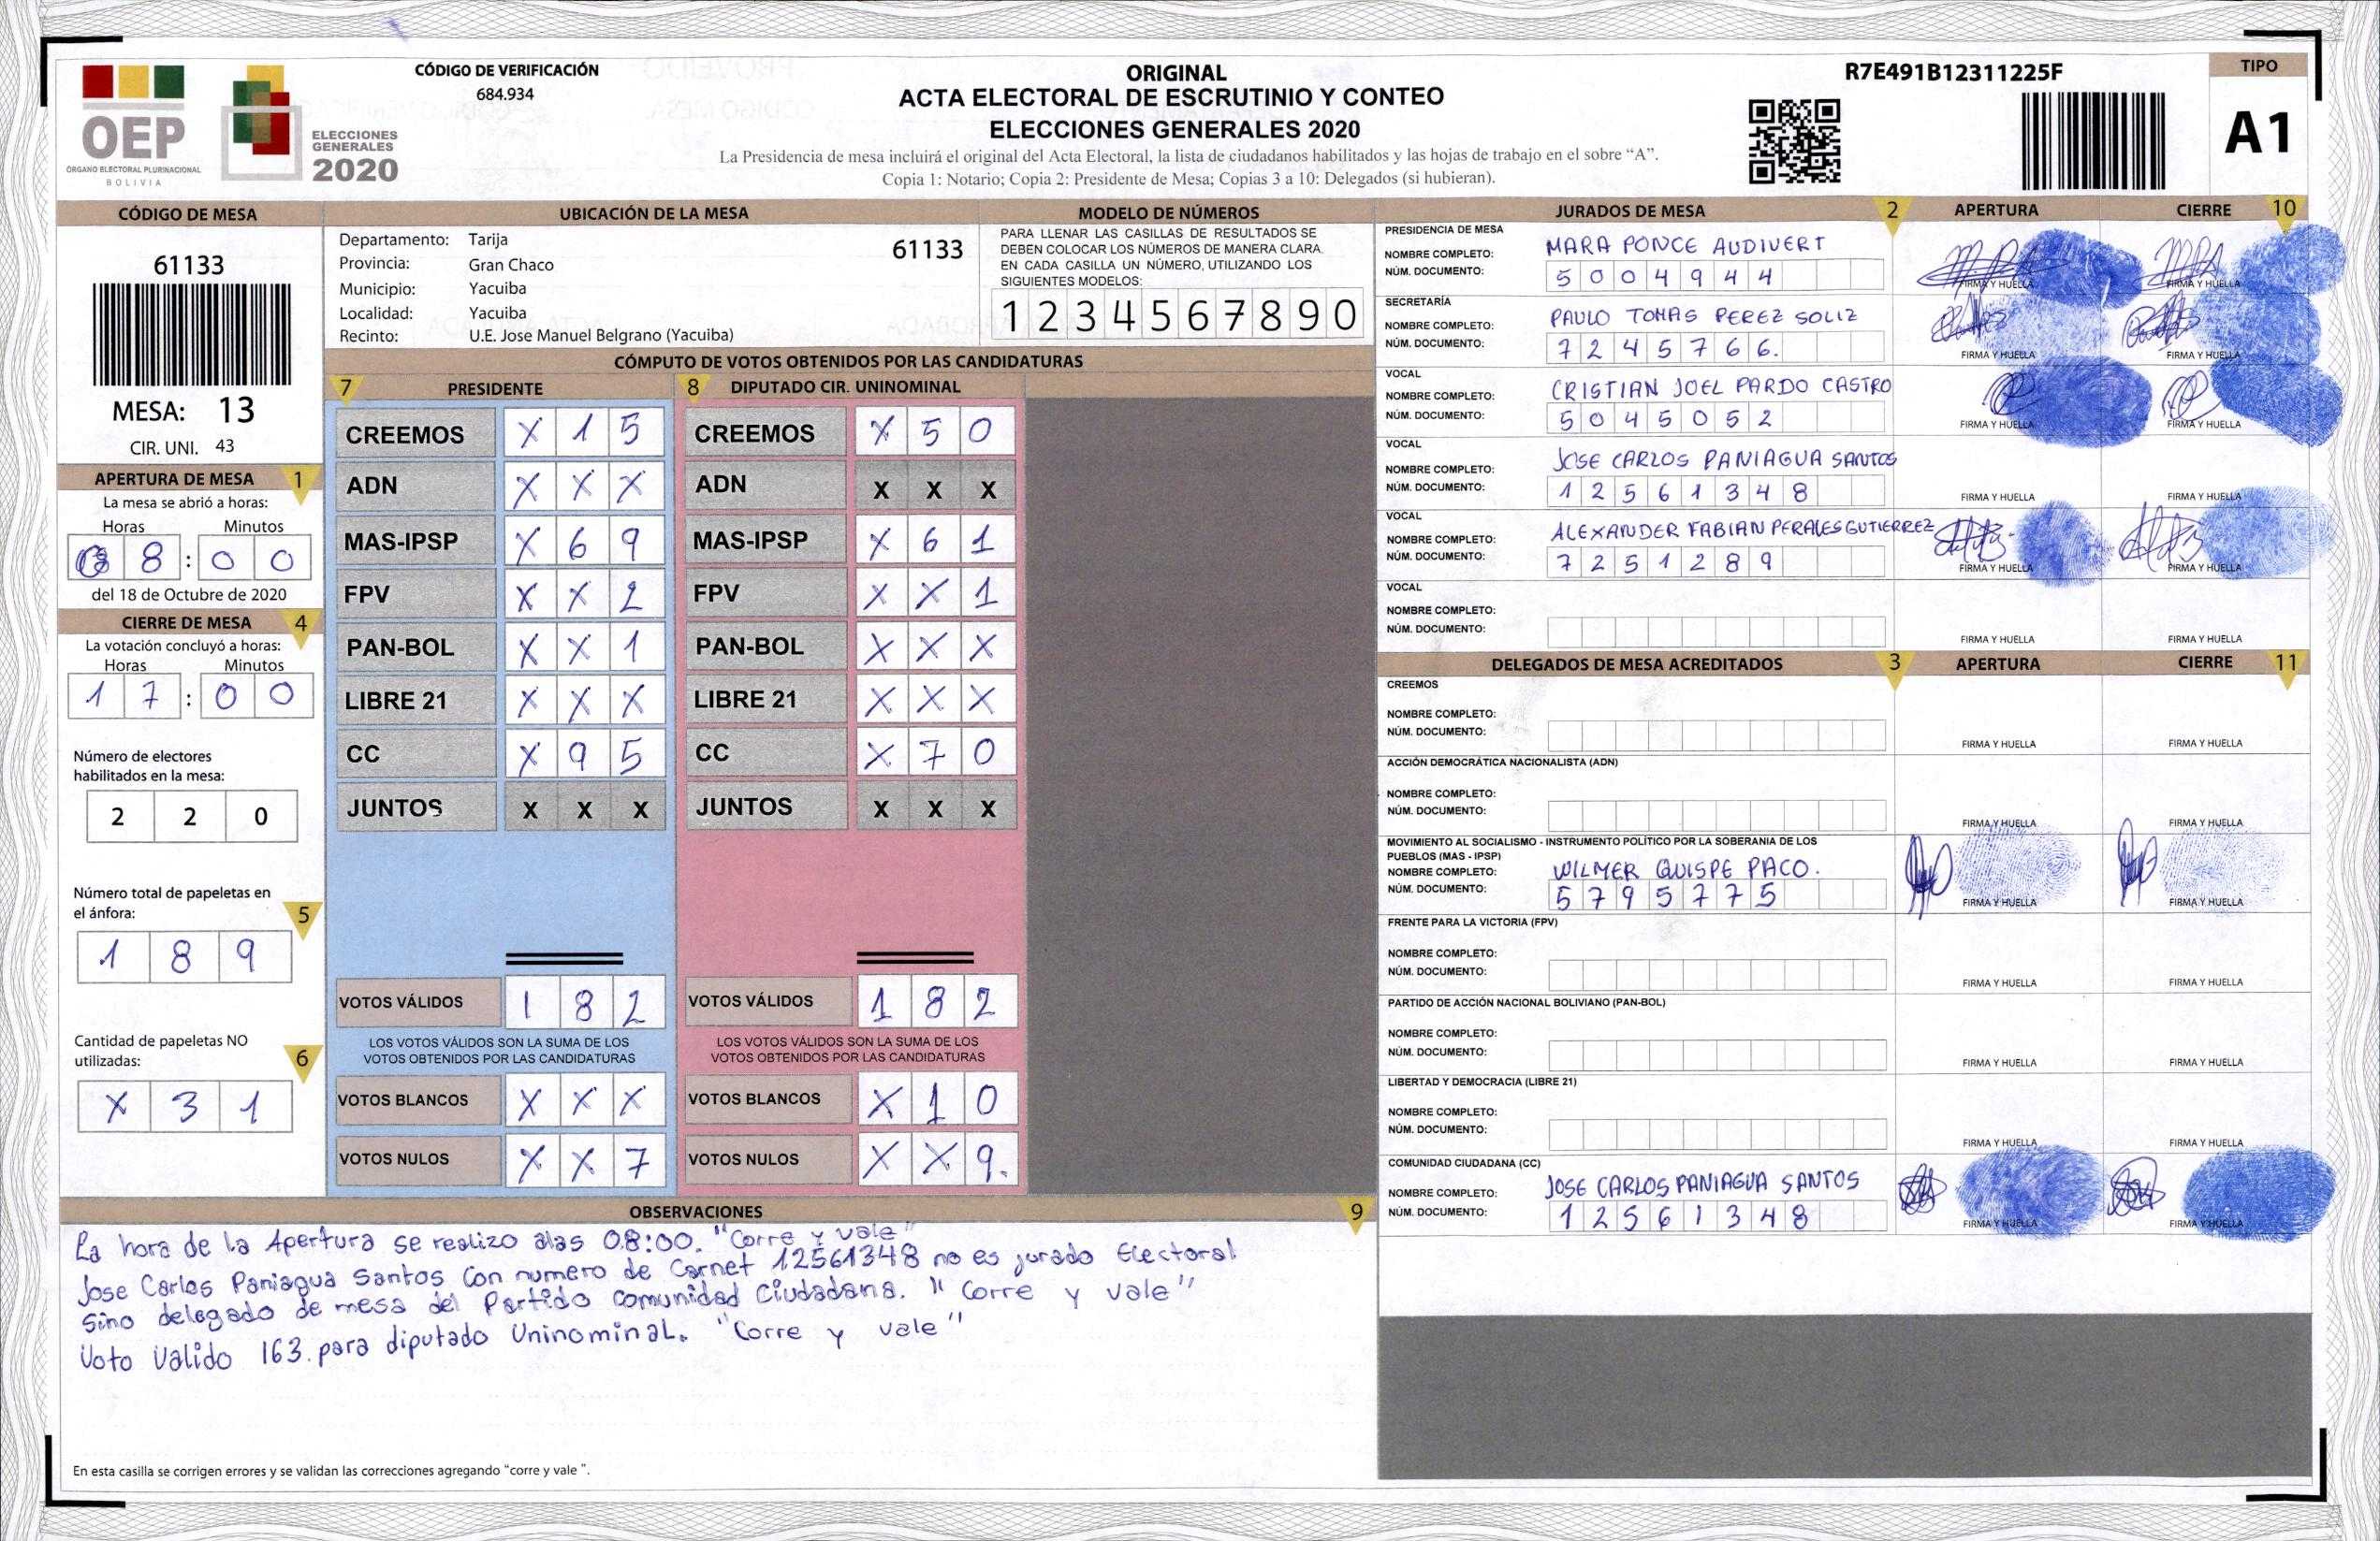 OEP
ÓRGANO ELECTORAL PLURINACIONAL
BOLIVIA
ELECCIONES
GENERALES
2020
CÓDIGO DE VERIFICACIÓN
684.934
ORIGINAL
ACTA ELECTORAL DE ESCRUTINIO Y CONTEO
ELECCIONES GENERALES 2020
La Presidencia de mesa incluirá el original del Acta Electoral, la lista de ciudadanos habilitados y las hojas de trabajo en el sobre “A”.
Copia 1: Notario; Copia 2: Presidente de Mesa; Copias 3 a 10: Delegados (si hubieran).
R7E491B12311225F
TIPO
A1
CÓDIGO DE MESA
61133
MESA: 13
CIR. UNI. 43
APERTURA DE MESA 1
La mesa se abrió a horas:
Horas Minutos
08:00
del 18 de Octubre de 2020
CIERRE DE MESA 4
La votación concluyó a horas:
Horas Minutos
17:00
Número de electores
habilitados en la mesa:
2 2 0
Número total de papeletas en
el ánfora: 5
1 8 9
Cantidad de papeletas NO
utilizadas: 6
X 3 1
UBICACIÓN DE LA MESA
Departamento: Tarija 61133
Provincia: Gran Chaco
Municipio: Yacuiba
Localidad: Yacuiba
Recinto: U.E. Jose Manuel Belgrano (Yacuiba)
MODELO DE NÚMEROS
PARA LLENAR LAS CASILLAS DE RESULTADOS SE
DEBEN COLOCAR LOS NÚMEROS DE MANERA CLARA.
EN CADA CASILLA UN NÚMERO, UTILIZANDO LOS
SIGUIENTES MODELOS:
1 2 3 4 5 6 7 8 9 0
CÓMPUTO DE VOTOS OBTENIDOS POR LAS CANDIDATURAS
7 PRESIDENTE
CREEMOS X 1 5
ADN X X X
MAS-IPSP X 6 9
FPV X X 2
PAN-BOL X X 1
LIBRE 21 X X X
CC X 9 5
JUNTOS X X X
VOTOS VÁLIDOS 1 8 2
LOS VOTOS VÁLIDOS SON LA SUMA DE LOS
VOTOS OBTENIDOS POR LAS CANDIDATURAS
VOTOS BLANCOS X X X
VOTOS NULOS X X 7
8 DIPUTADO CIR. UNINOMINAL
CREEMOS X 5 0
ADN X X X
MAS-IPSP X 6 1
FPV X X 1
PAN-BOL X X X
LIBRE 21 X X X
CC X 7 0
JUNTOS X X X
VOTOS VÁLIDOS 1 8 2
LOS VOTOS VÁLIDOS SON LA SUMA DE LOS
VOTOS OBTENIDOS POR LAS CANDIDATURAS
VOTOS BLANCOS X 1 0
VOTOS NULOS X X 9.
OBSERVACIONES 9
La hora de la Apertura se realizo alas 08:00. "Corre y vale"
Jose Carlos Paniagua Santos Con numero de Carnet 12561348 no es jurado Electoral
Sino delegado de mesa del Partido Comunidad Ciudadana. "Corre y vale"
Voto Valido 163. para diputado Uninominal. "Corre y vale"
En esta casilla se corrigen errores y se validan las correcciones agregando “corre y vale ”.
JURADOS DE MESA 2 APERTURA CIERRE 10
PRESIDENCIA DE MESA
NOMBRE COMPLETO: MARA PONCE AUDIVERT
NÚM. DOCUMENTO: 5 0 0 4 9 4 4
FIRMA Y HUELLA FIRMA Y HUELLA
SECRETARÍA
NOMBRE COMPLETO: PAULO TOMAS PEREZ SOLIZ
NÚM. DOCUMENTO: 7 2 4 5 7 6 6.
FIRMA Y HUELLA FIRMA Y HUELLA
VOCAL
NOMBRE COMPLETO: CRISTIAN JOEL PARDO CASTRO
NÚM. DOCUMENTO: 5 0 4 5 0 5 2
FIRMA Y HUELLA FIRMA Y HUELLA
VOCAL
NOMBRE COMPLETO: JOSE CARLOS PANIAGUA SANTOS
NÚM. DOCUMENTO: 1 2 5 6 1 3 4 8
FIRMA Y HUELLA FIRMA Y HUELLA
VOCAL
NOMBRE COMPLETO: ALEXANDER FABIAN PERALES GUTIERREZ
NÚM. DOCUMENTO: 7 2 5 1 2 8 9
FIRMA Y HUELLA FIRMA Y HUELLA
VOCAL
NOMBRE COMPLETO:
NÚM. DOCUMENTO:
FIRMA Y HUELLA FIRMA Y HUELLA
DELEGADOS DE MESA ACREDITADOS 3 APERTURA CIERRE 11
CREEMOS
NOMBRE COMPLETO:
NÚM. DOCUMENTO:
FIRMA Y HUELLA FIRMA Y HUELLA
ACCIÓN DEMOCRÁTICA NACIONALISTA (ADN)
NOMBRE COMPLETO:
NÚM. DOCUMENTO:
FIRMA Y HUELLA FIRMA Y HUELLA
MOVIMIENTO AL SOCIALISMO - INSTRUMENTO POLÍTICO POR LA SOBERANIA DE LOS
PUEBLOS (MAS - IPSP)
NOMBRE COMPLETO: WILMER QUISPE PACO.
NÚM. DOCUMENTO: 5 7 9 5 7 7 5
FIRMA Y HUELLA FIRMA Y HUELLA
FRENTE PARA LA VICTORIA (FPV)
NOMBRE COMPLETO:
NÚM. DOCUMENTO:
FIRMA Y HUELLA FIRMA Y HUELLA
PARTIDO DE ACCIÓN NACIONAL BOLIVIANO (PAN-BOL)
NOMBRE COMPLETO:
NÚM. DOCUMENTO:
FIRMA Y HUELLA FIRMA Y HUELLA
LIBERTAD Y DEMOCRACIA (LIBRE 21)
NOMBRE COMPLETO:
NÚM. DOCUMENTO:
FIRMA Y HUELLA FIRMA Y HUELLA
COMUNIDAD CIUDADANA (CC)
NOMBRE COMPLETO: JOSE CARLOS PANIAGUA SANTOS
NÚM. DOCUMENTO: 1 2 5 6 1 3 4 8
FIRMA Y HUELLA FIRMA Y HUELLA